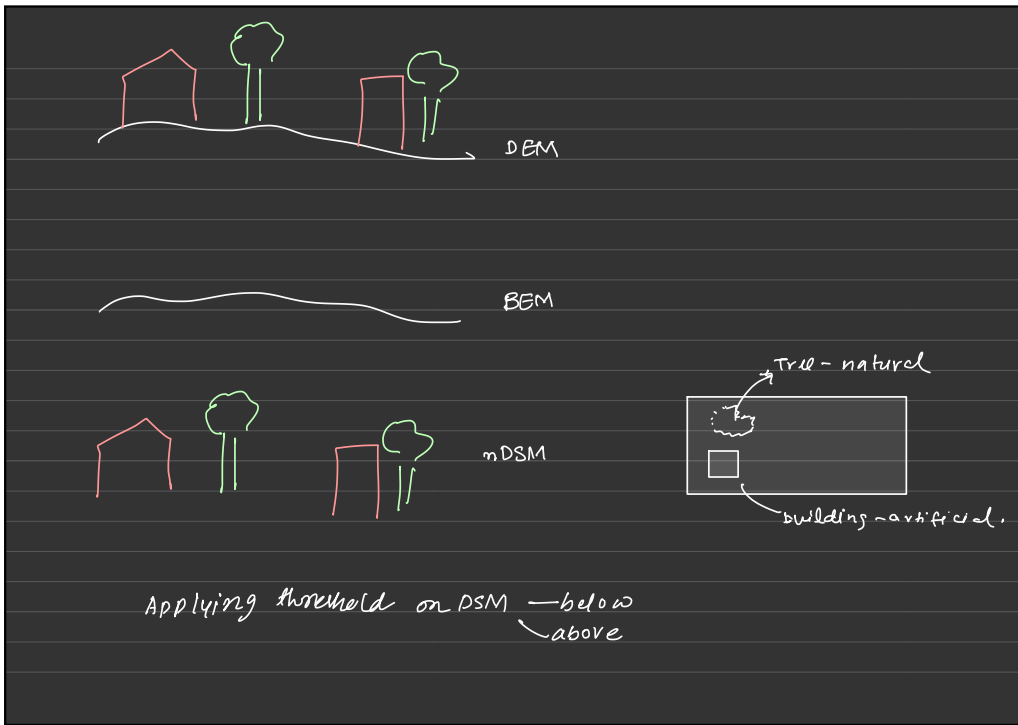 DEM
BEM
Tree - natural
nDSM
building - artificial.
Applying threshold on DSM — below
above